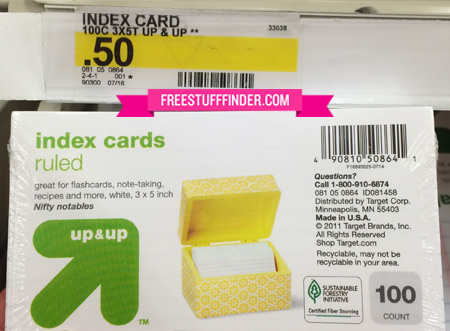 INDEX CARD
100C 3X5T UP & UP **
33038
.50
081 05 0864
2-4-1 001*
90300 07/16
FREESTUFFFINDER.COM
index cards
ruled
great for flashcards, note-taking,
recipes and more, white, 3 x 5 inch
Nifty notables
up&up
TM
4 90810 50864 1
F16893525-0714
Questions?
Call 1-800-910-6874
081 05 0864 ID081458
Distributed by Target Corp.
Minneapolis, MN 55403
Made in U.S.A.
© 2011 Target Brands, Inc.
All Rights Reserved
Shop Target.com
Recyclable, may not be
recyclable in your area.
SUSTAINABLE
FORESTRY
INITIATIVE
Certified Fiber Sourcing
100
COUNT